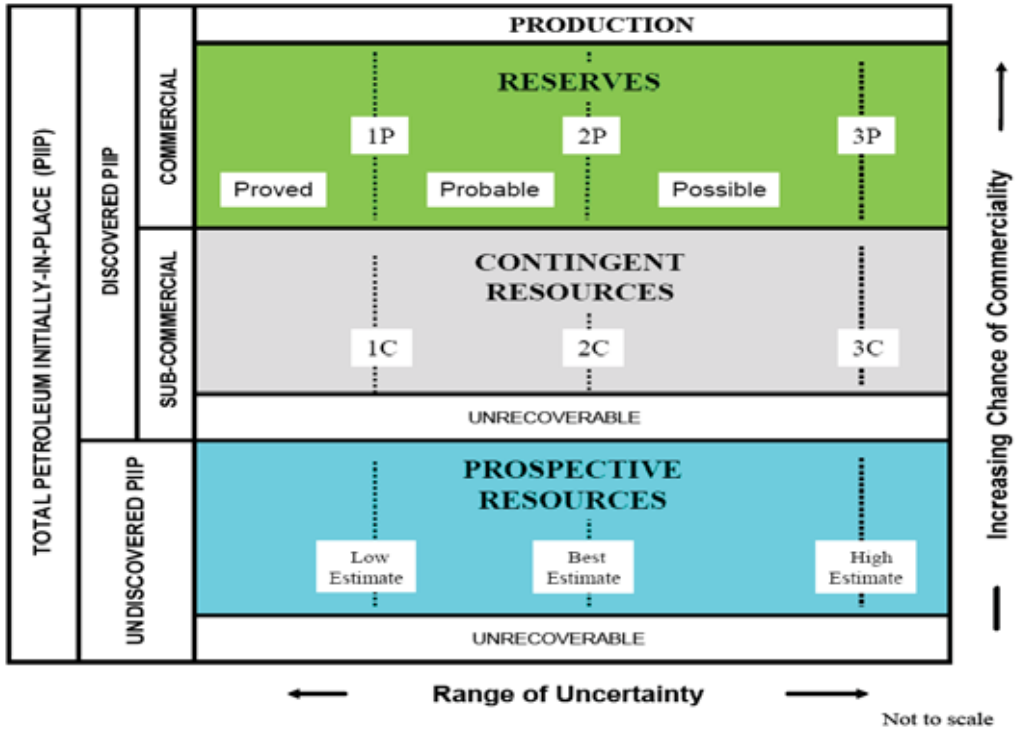 TOTAL PETROLEUM INITIALLY-IN-PLACE (PIIP)
DISCOVERED PIIP
UNDISCOVERED PIIP
COMMERCIAL
SUB-COMMERCIAL
PRODUCTION
RESERVES
1P
2P
3P
Proved
Probable
Possible
CONTINGENT
RESOURCES
1C
2C
3C
UNRECOVERABLE
PROSPECTIVE
RESOURCES
Low
Estimate
Best
Estimate
High
Estimate
UNRECOVERABLE
Increasing Chance of Commerciality
Range of Uncertainty
Not to scale